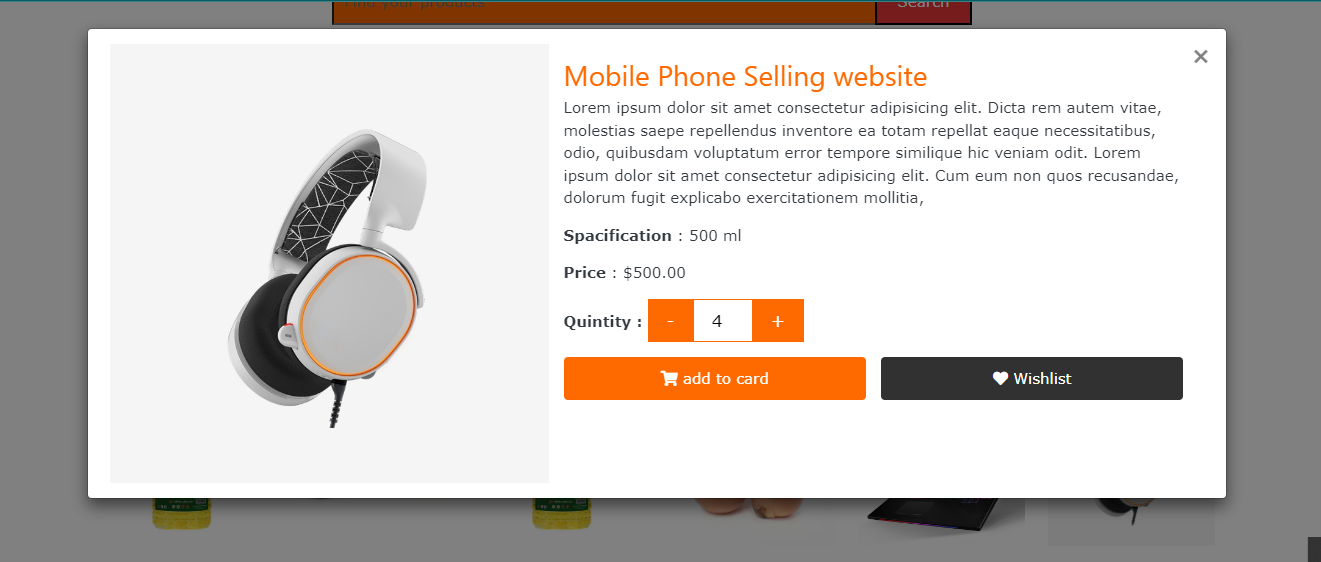 Find your products
Search
×
Mobile Phone Selling website
Lorem ipsum dolor sit amet consectetur adipisicing elit. Dicta rem autem vitae,
molestias saepe repellendus inventore ea totam repellat eaque necessitatibus,
odio, quibusdam voluptatum error tempore similique hic veniam odit. Lorem
ipsum dolor sit amet consectetur adipisicing elit. Cum eum non quos recusandae,
dolorum fugit explicabo exercitationem mollitia,
Spacification : 500 ml
Price : $500.00
Quintity : - 4 +
add to card
Wishlist